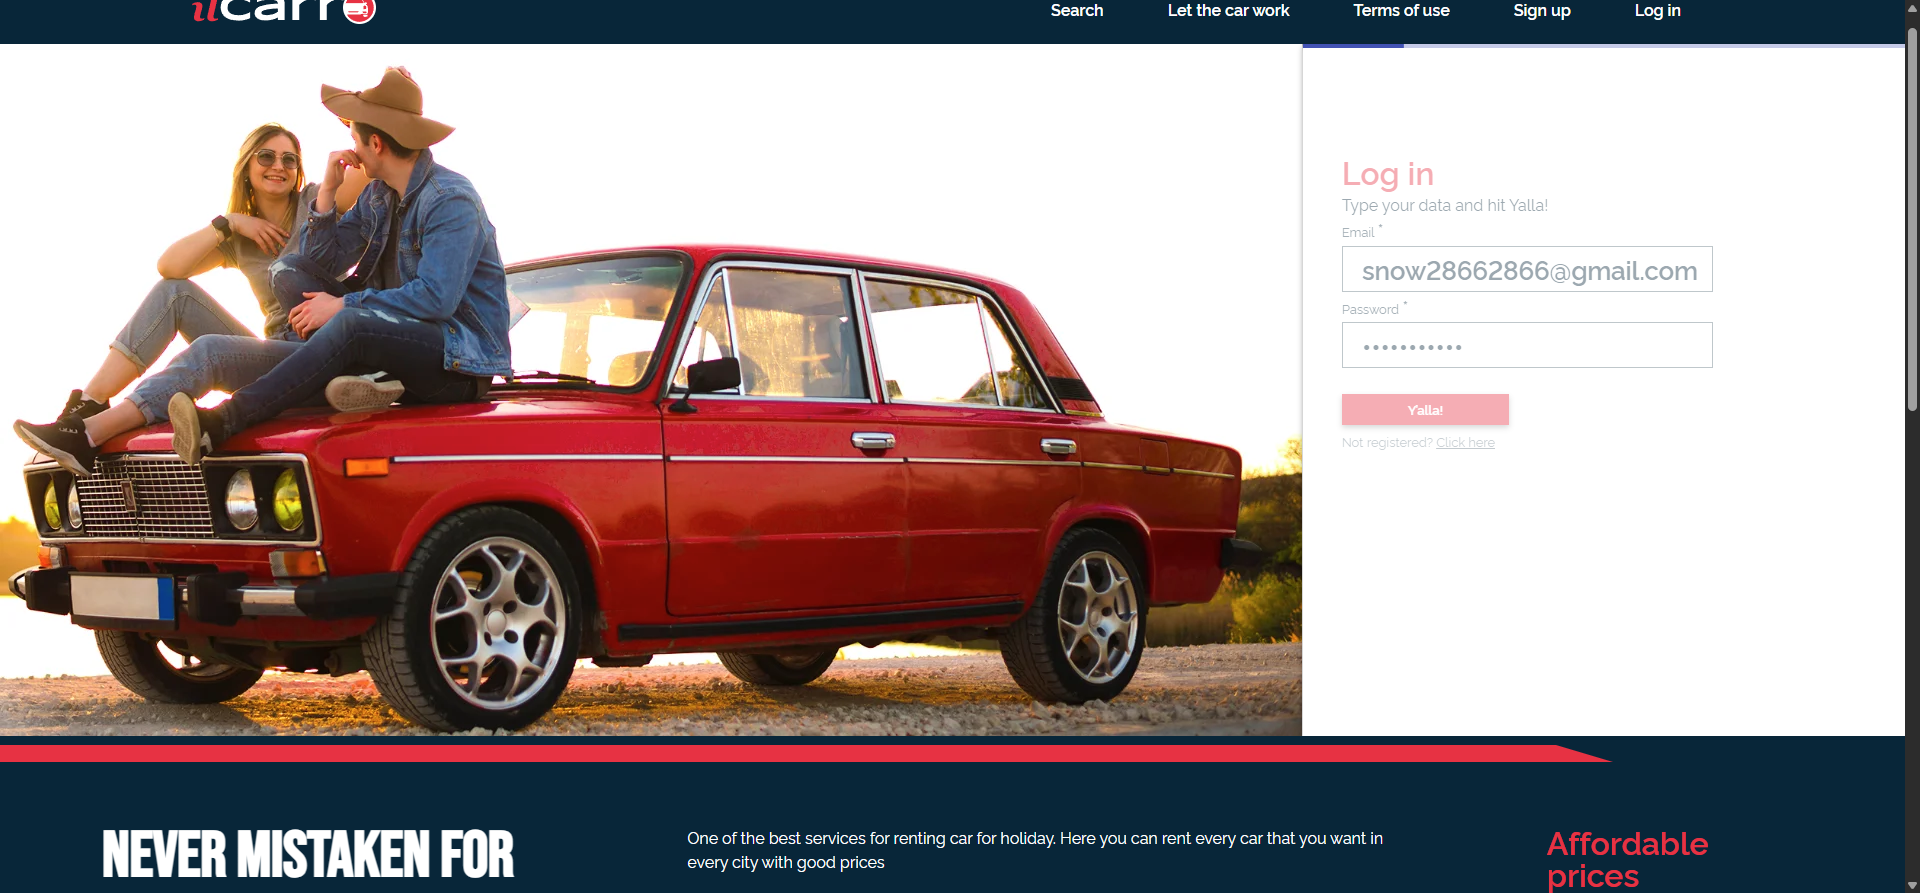 ilcarro
Search
Let the car work
Terms of use
Sign up
Log in
Log in
Type your data and hit Yalla!
Email *
snow28662866@gmail.com
Password *
•••••••••••
Y'alla!
Not registered? Click here
NEVER MISTAKEN FOR
One of the best services for renting car for holiday. Here you can rent every car that you want in
every city with good prices
Affordable
prices